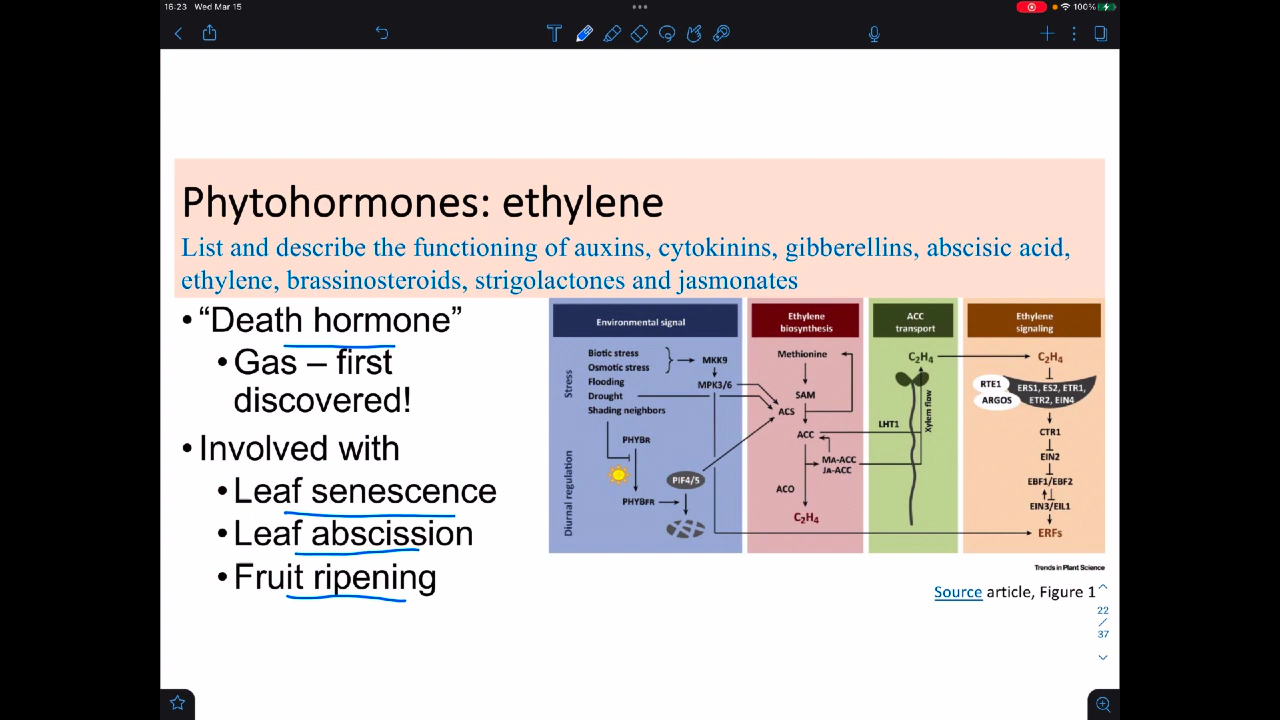 16:23 Wed Mar 15
100%
Phytohormones: ethylene
List and describe the functioning of auxins, cytokinins, gibberellins, abscisic acid,
ethylene, brassinosteroids, strigolactones and jasmonates
• “Death hormone”
• Gas – first
discovered!
• Involved with
• Leaf senescence
• Leaf abscission
• Fruit ripening
Environmental signal
Stress
Biotic stress
Osmotic stress
Flooding
Drought
Shading neighbors
MKK9
MPK3/6
Diurnal regulation
PHYBR
PHYBFR
PIF4/5
Ethylene
biosynthesis
Methionine
SAM
ACS
ACC
MA-ACC
JA-ACC
ACO
C2H4
ACC
transport
C2H4
LHT1
Xylem flow
Ethylene
signaling
C2H4
RTE1
ARGOS
ERS1, ES2, ETR1,
ETR2, EIN4
CTR1
EIN2
EBF1/EBF2
EIN3/EIL1
ERFs
Trends in Plant Science
Source article, Figure 1
22
/
37